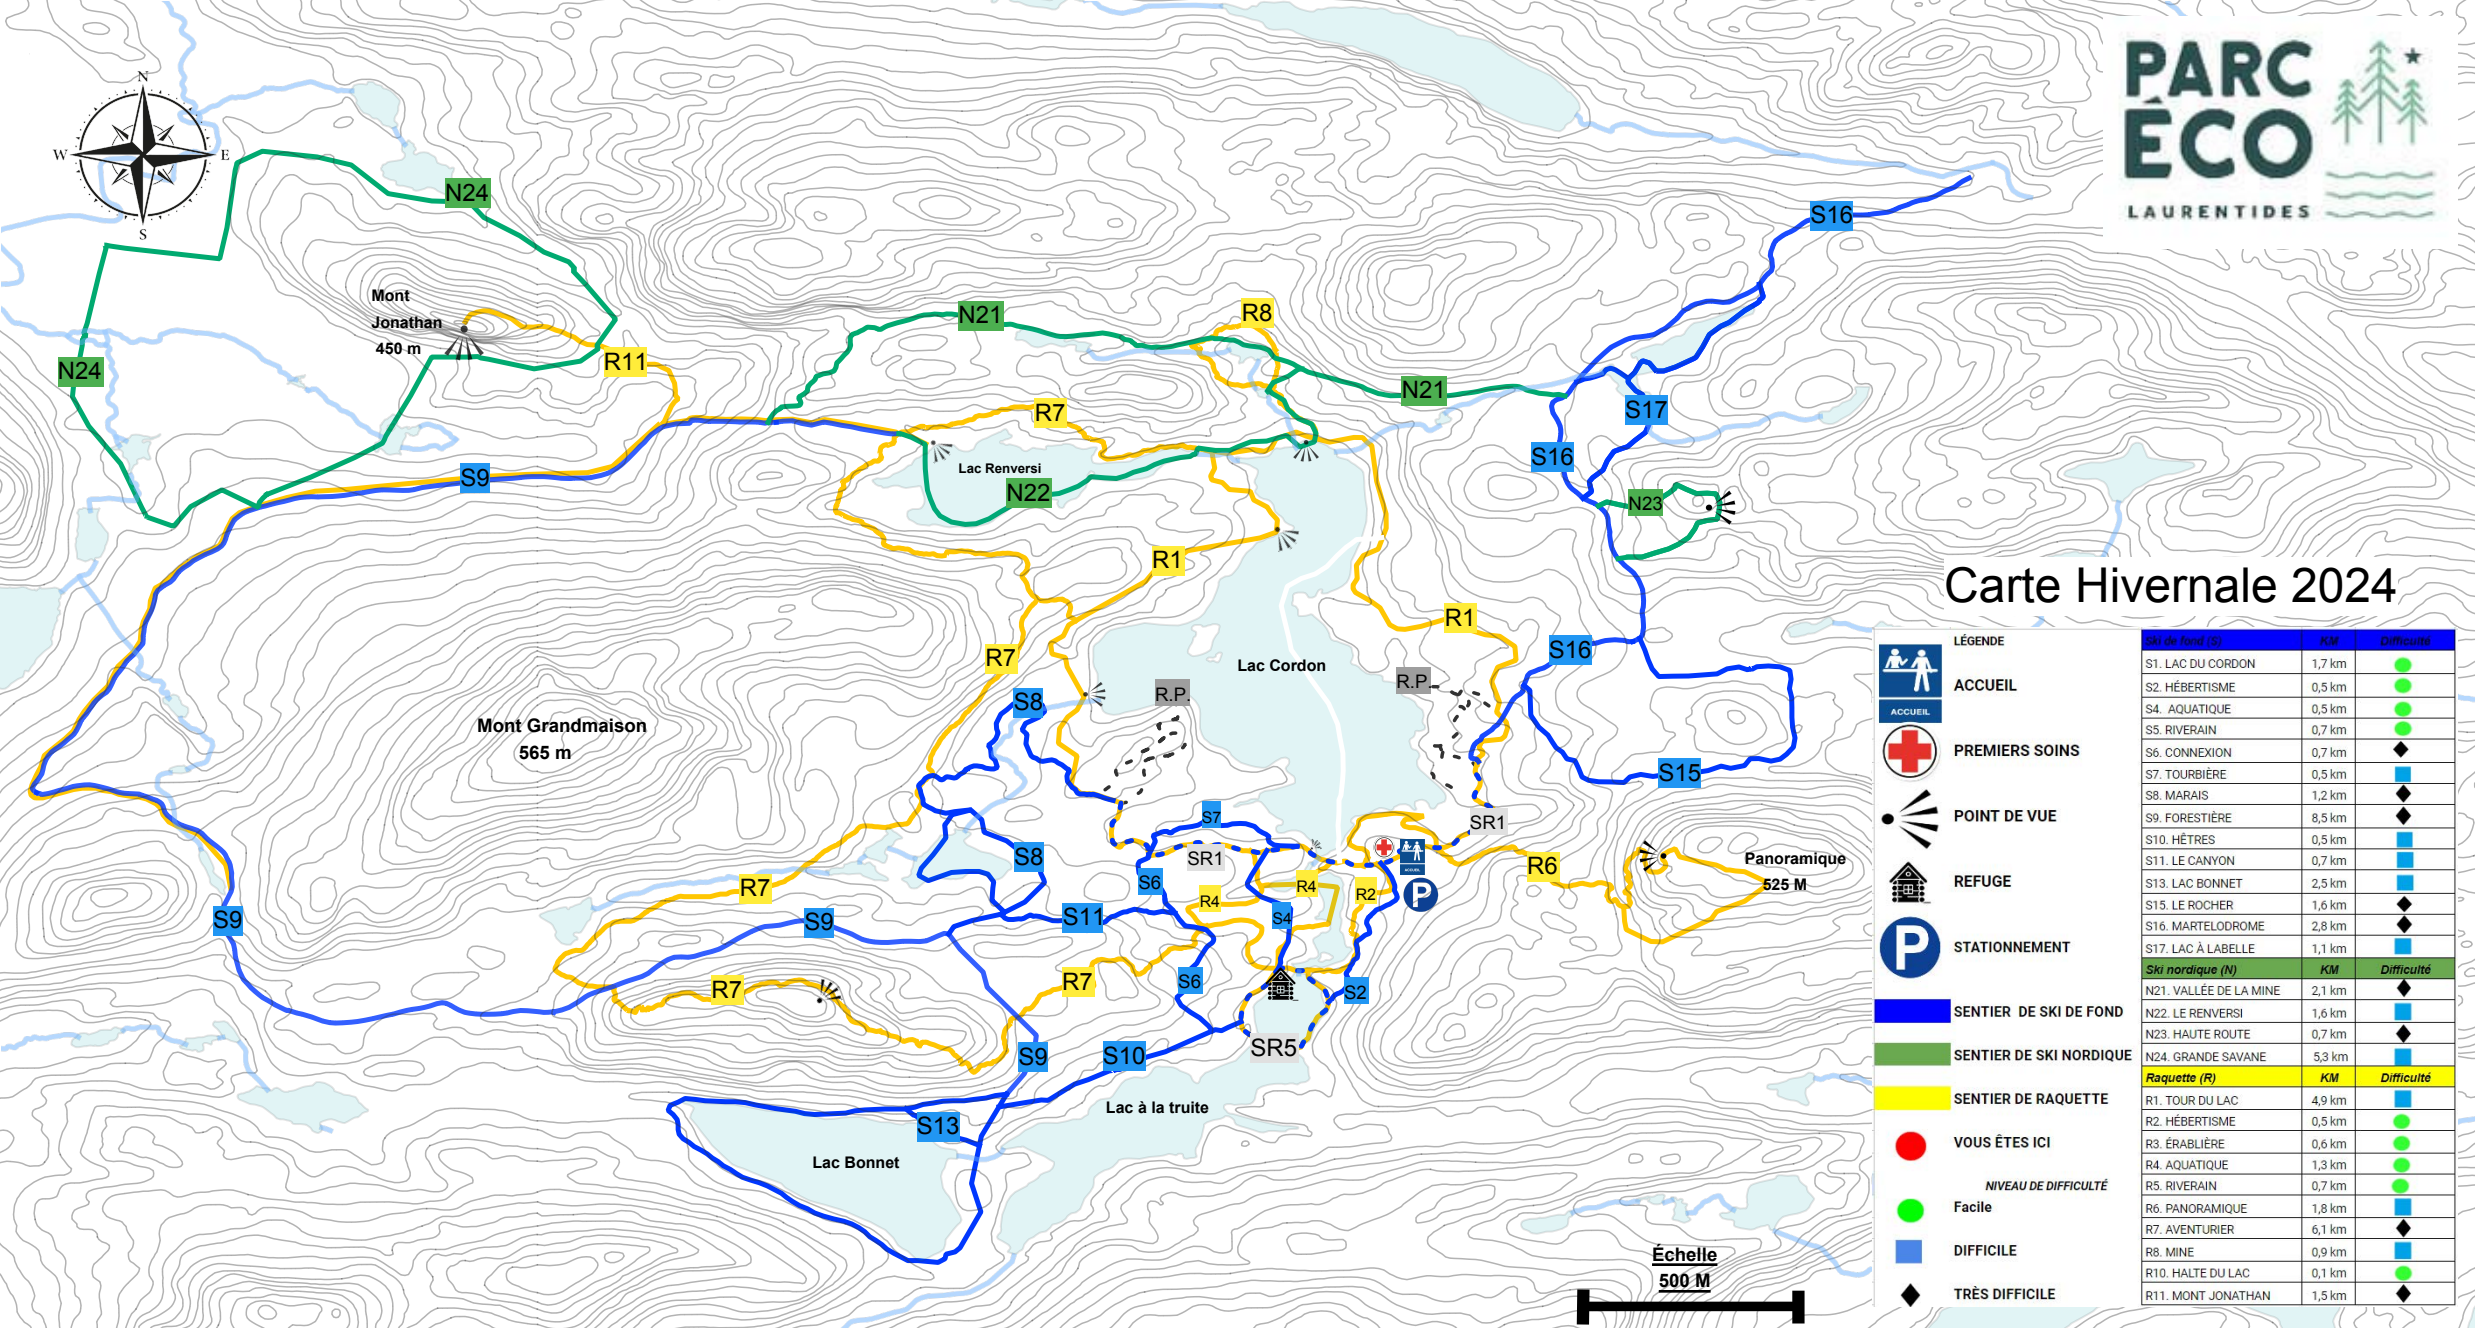 PARC
ÉCO
LAURENTIDES
N
W
E
S
N24
N24
Mont
Jonathan
450 m
R11
N21
R8
N21
S16
S17
S16
N23
R7
Lac Renversi
N22
S9
R1
R1
S16
R7
Lac Cordon
R.P.
R.P.
S8
Mont Grandmaison
565 m
S15
S7
SR1
SR1
S8
S6
R4
R4
R2
ACCUEIL
P
R6
Panoramique
525 M
R7
S9
S9
S11
S4
R7
R7
S6
S2
S9
S10
SR5
Lac à la truite
S13
Lac Bonnet
Échelle
500 M
Carte Hivernale 2024
LÉGENDE
ACCUEIL
ACCUEIL
PREMIERS SOINS
POINT DE VUE
REFUGE
P
STATIONNEMENT
SENTIER DE SKI DE FOND
SENTIER DE SKI NORDIQUE
SENTIER DE RAQUETTE
VOUS ÊTES ICI
NIVEAU DE DIFFICULTÉ
Facile
DIFFICILE
TRÈS DIFFICILE
Ski de fond (S) KM Difficulté
S1. LAC DU CORDON 1,7 km
S2. HÉBERTISME 0,5 km
S4. AQUATIQUE 0,5 km
S5. RIVERAIN 0,7 km
S6. CONNEXION 0,7 km
S7. TOURBIÈRE 0,5 km
S8. MARAIS 1,2 km
S9. FORESTIÈRE 8,5 km
S10. HÊTRES 0,5 km
S11. LE CANYON 0,7 km
S13. LAC BONNET 2,5 km
S15. LE ROCHER 1,6 km
S16. MARTELODROME 2,8 km
S17. LAC À LABELLE 1,1 km
Ski nordique (N) KM Difficulté
N21. VALLÉE DE LA MINE 2,1 km
N22. LE RENVERSI 1,6 km
N23. HAUTE ROUTE 0,7 km
N24. GRANDE SAVANE 5,3 km
Raquette (R) KM Difficulté
R1. TOUR DU LAC 4,9 km
R2. HÉBERTISME 0,5 km
R3. ÉRABLIÈRE 0,6 km
R4. AQUATIQUE 1,3 km
R5. RIVERAIN 0,7 km
R6. PANORAMIQUE 1,8 km
R7. AVENTURIER 6,1 km
R8. MINE 0,9 km
R10. HALTE DU LAC 0,1 km
R11. MONT JONATHAN 1,5 km